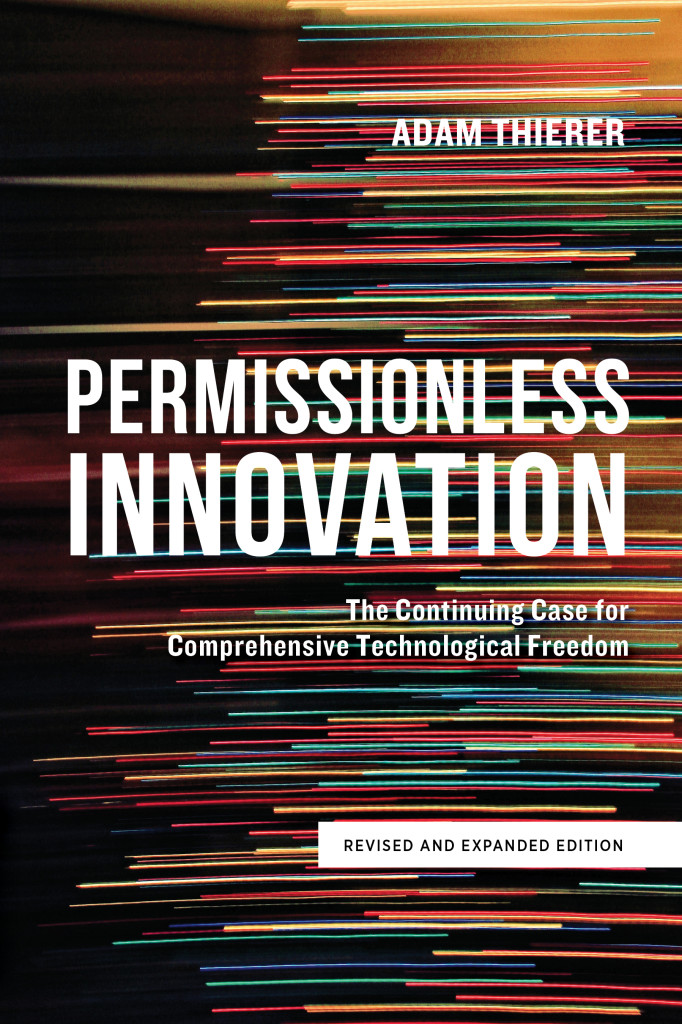 ADAM THIERER
PERMISSIONLESS
INNOVATION
The Continuing Case for
Comprehensive Technological Freedom
REVISED AND EXPANDED EDITION